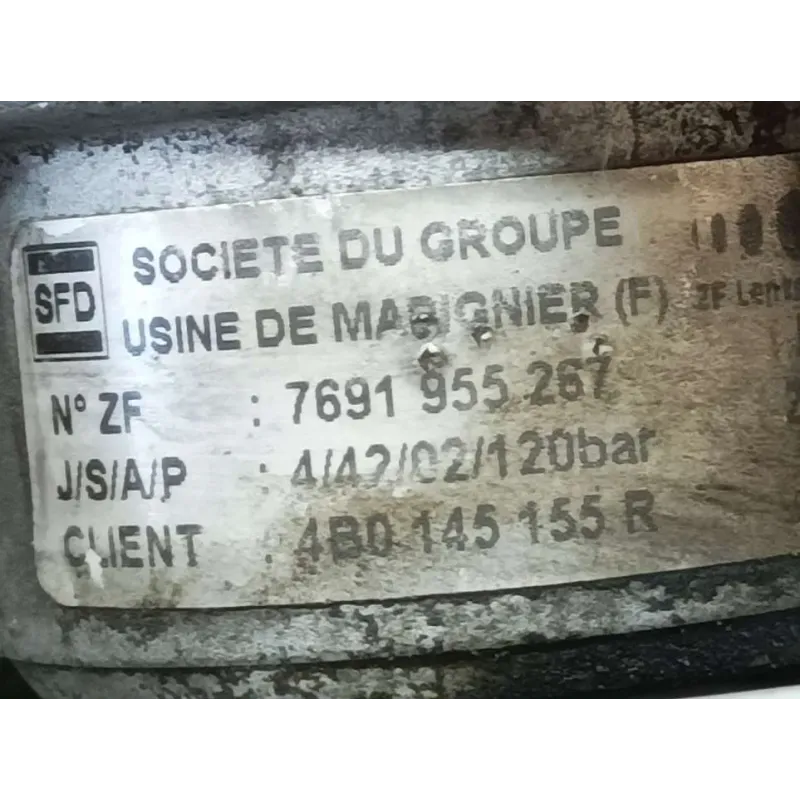 SFD
SOCIETE DU GROUPE
USINE DE MARIGNIER (F) ZF
N° ZF : 7691 955 267
J/S/A/P : 4/42/02/120bar
CLIENT : 4B0 145 155 R